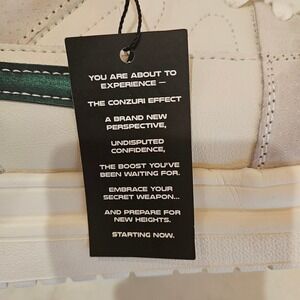 YOU ARE ABOUT TO
EXPERIENCE —
THE CONZURI EFFECT
A BRAND NEW
PERSPECTIVE,
UNDISPUTED
CONFIDENCE,
THE BOOST YOU'VE
BEEN WAITING FOR.
EMBRACE YOUR
SECRET WEAPON...
AND PREPARE FOR
NEW HEIGHTS.
STARTING NOW.